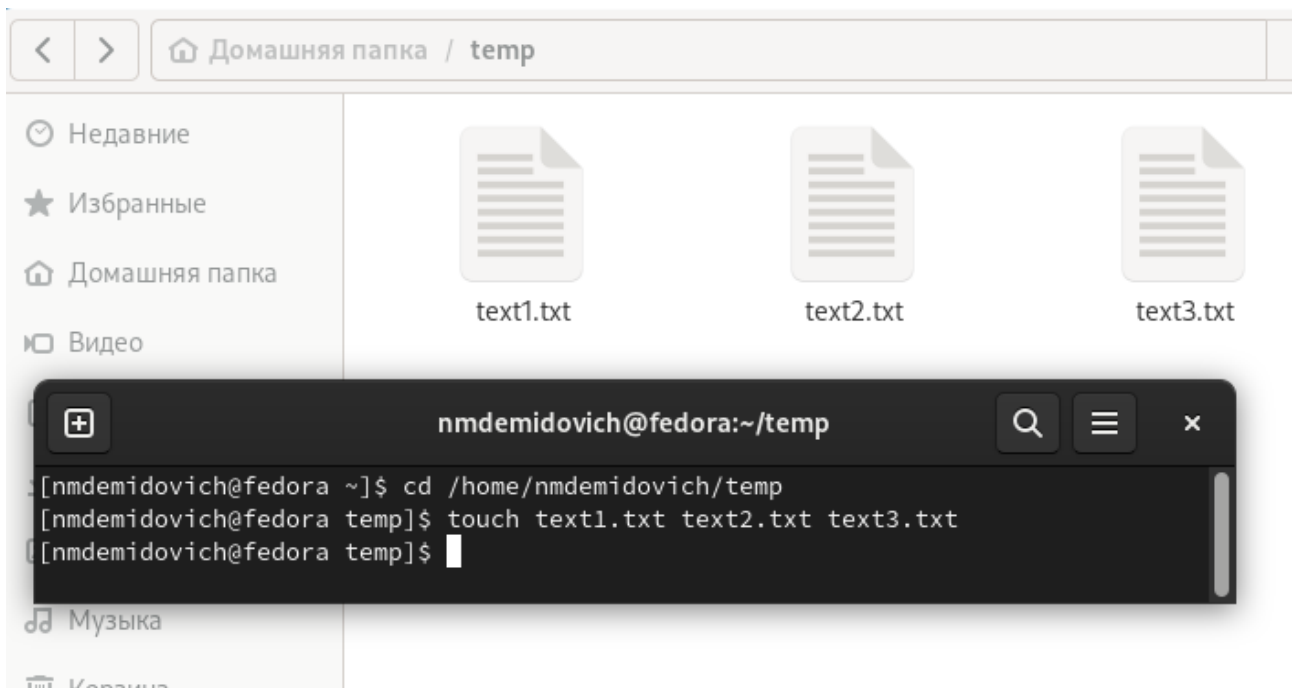 Домашняя папка / temp
Недавние
Избранные
Домашняя папка
Видео
text1.txt text2.txt text3.txt
nmdemidovich@fedora:~/temp
[nmdemidovich@fedora ~]$ cd /home/nmdemidovich/temp
[nmdemidovich@fedora temp]$ touch text1.txt text2.txt text3.txt
[nmdemidovich@fedora temp]$
Музыка
Корзина